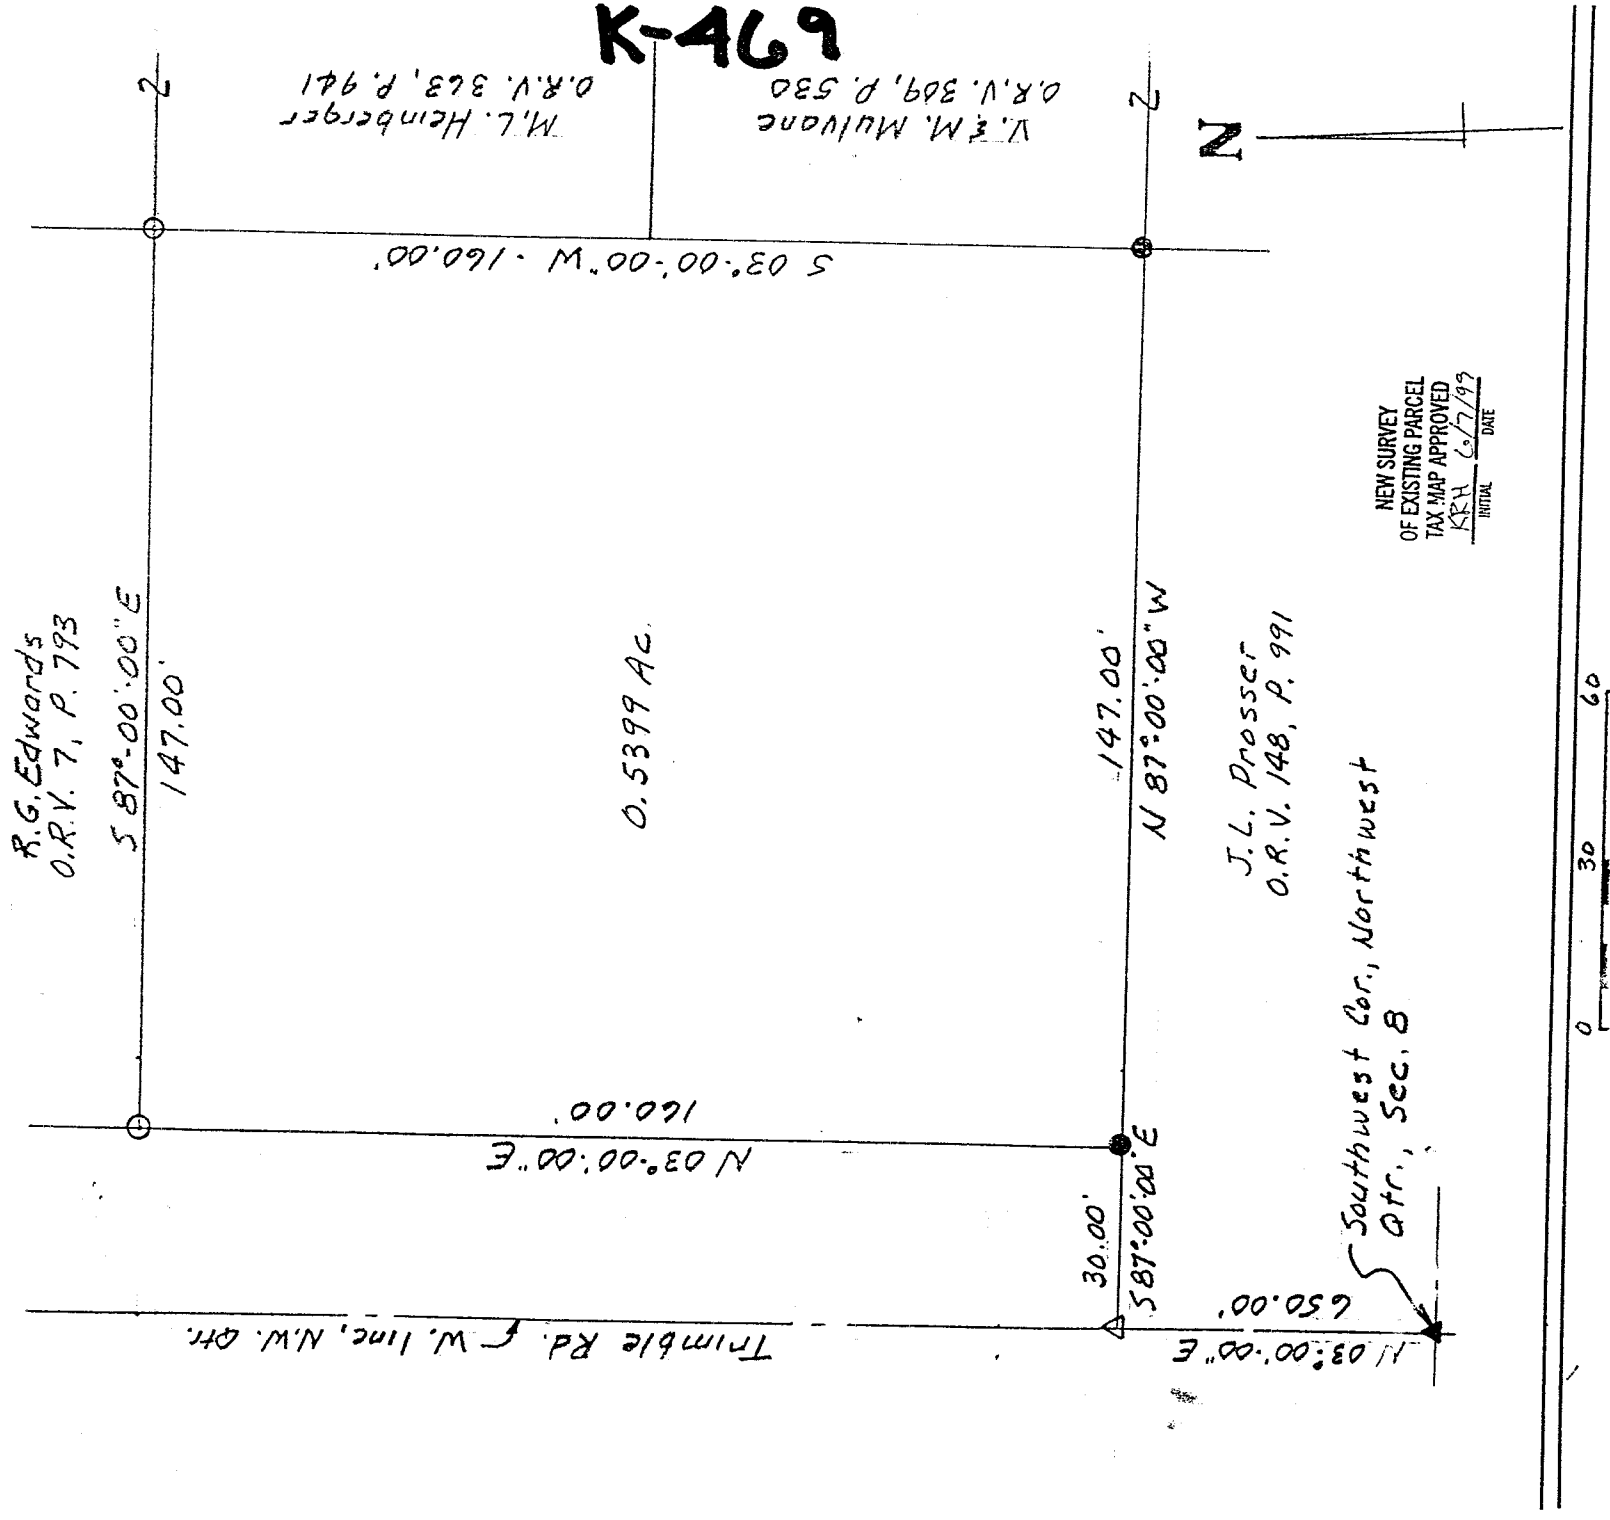 K-469
M.L. Heinberger
O.R.V. 363, P. 941
V. & M. Mulvane
O.R.V. 309, P. 530
Z
Z
N
S 03°-00'-00" W - 160.00'
R.G. Edwards
O.R.V. 7, P. 793
S 87°-00'-00" E
147.00'
0.5399 Ac.
147.00'
N 87°-00'-00" W
J.L. Prosser
O.R.V. 148, P. 991
NEW SURVEY
OF EXISTING PARCEL
TAX MAP APPROVED
KRH 6/7/99
INITIAL DATE
160.00'
N 03°-00'-00" E
30.00'
S 87°-00'-00" E
Trimble Rd. W. line, N.W. Qtr.
650.00'
N 03°-00'-00" E
Southwest Cor., Northwest
Qtr., Sec. 8
0 30 60